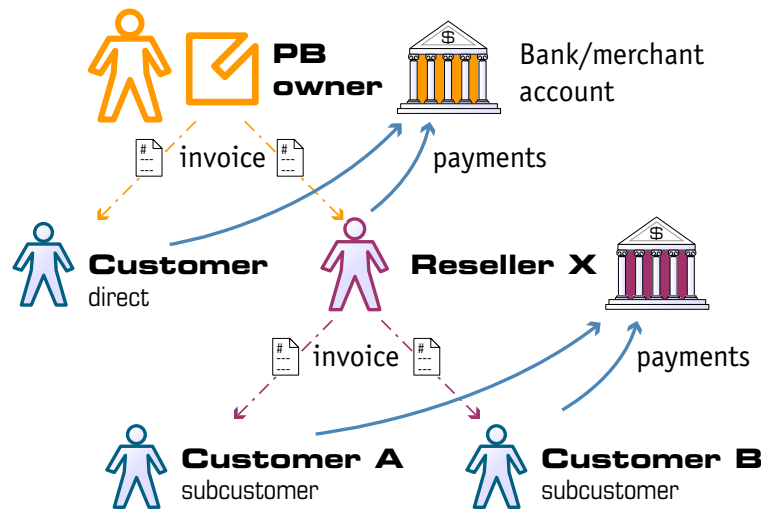 PB
owner
$
Bank/merchant
account
#
---
---
invoice
#
---
---
payments
Customer
direct
Reseller X
$
#
---
---
invoice
#
---
---
payments
Customer A
subcustomer
Customer B
subcustomer